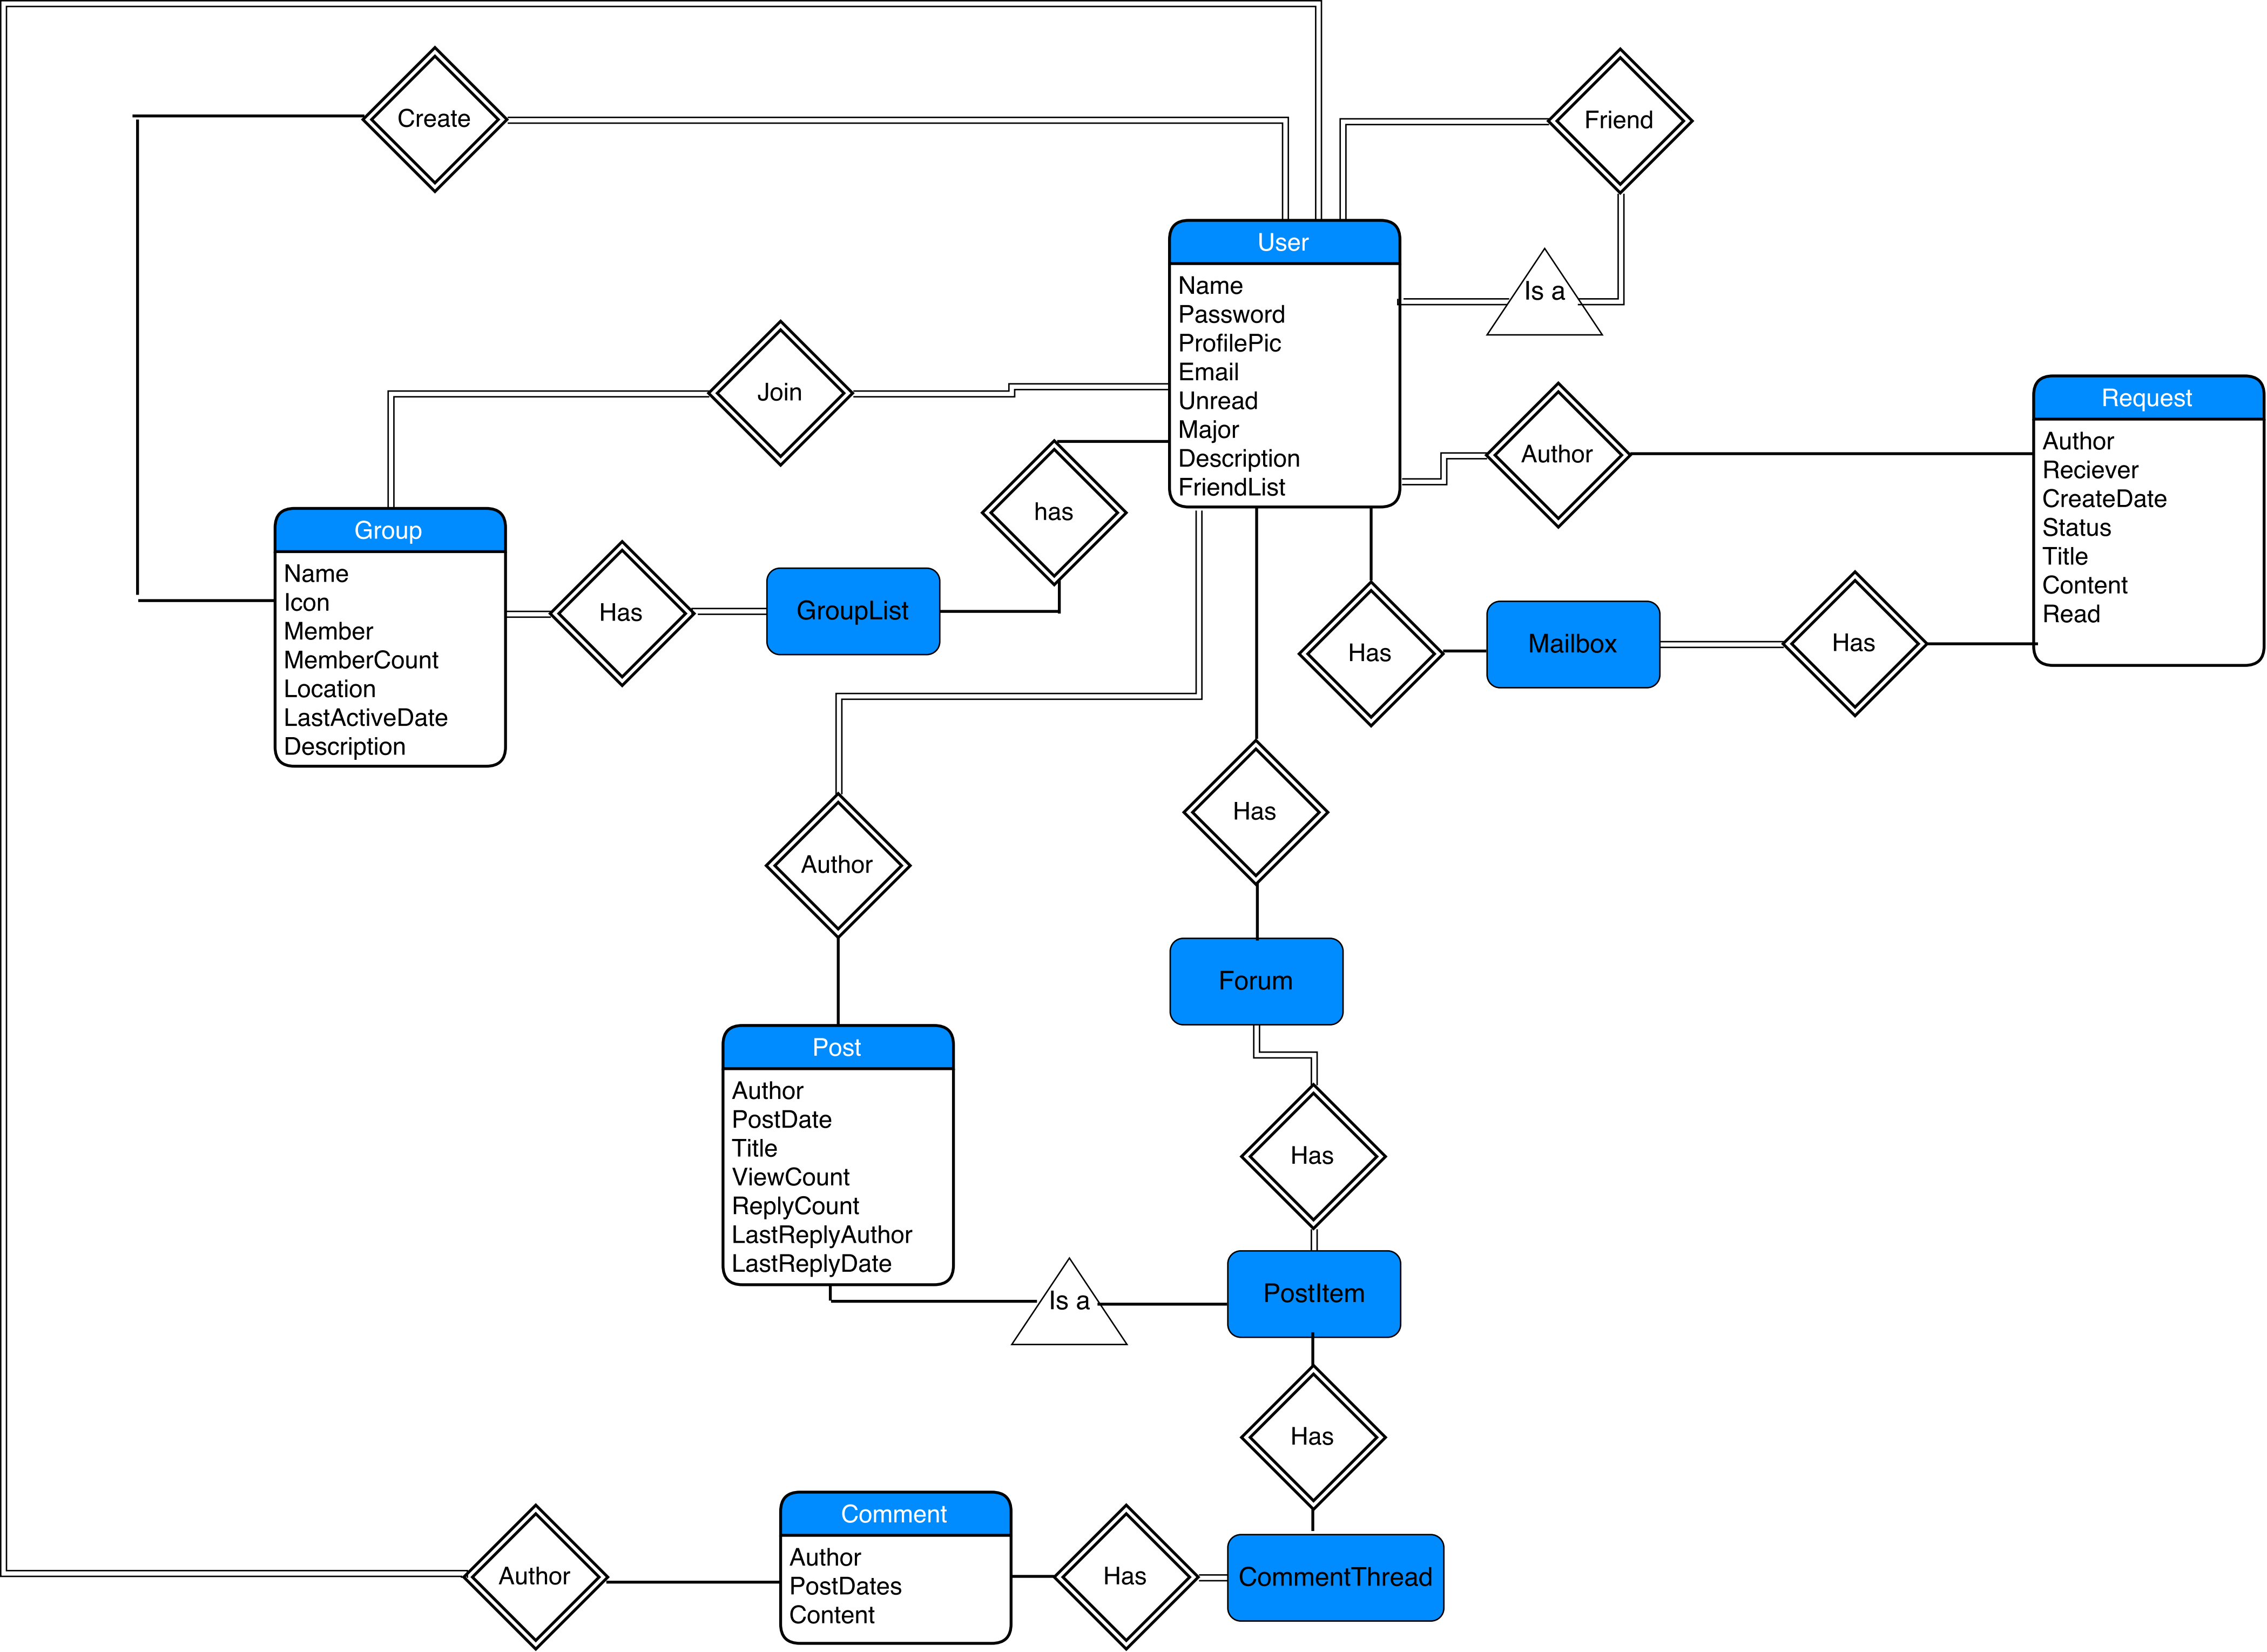 Create
Friend
User
Name
Password
ProfilePic
Email
Unread
Major
Description
FriendList
Is a
Join
Author
Request
Author
Reciever
CreateDate
Status
Title
Content
Read
has
Group
Name
Icon
Member
MemberCount
Location
LastActiveDate
Description
Has
GroupList
Has
Mailbox
Has
Author
Has
Forum
Post
Author
PostDate
Title
ViewCount
ReplyCount
LastReplyAuthor
LastReplyDate
Has
Is a
PostItem
Has
Author
Comment
Author
PostDates
Content
Has
CommentThread